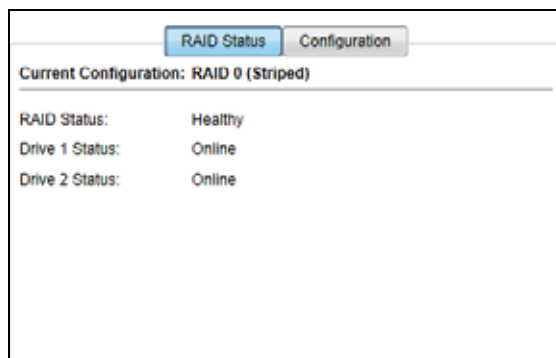 RAID Status Configuration
Current Configuration: RAID 0 (Striped)
RAID Status: Healthy
Drive 1 Status: Online
Drive 2 Status: Online